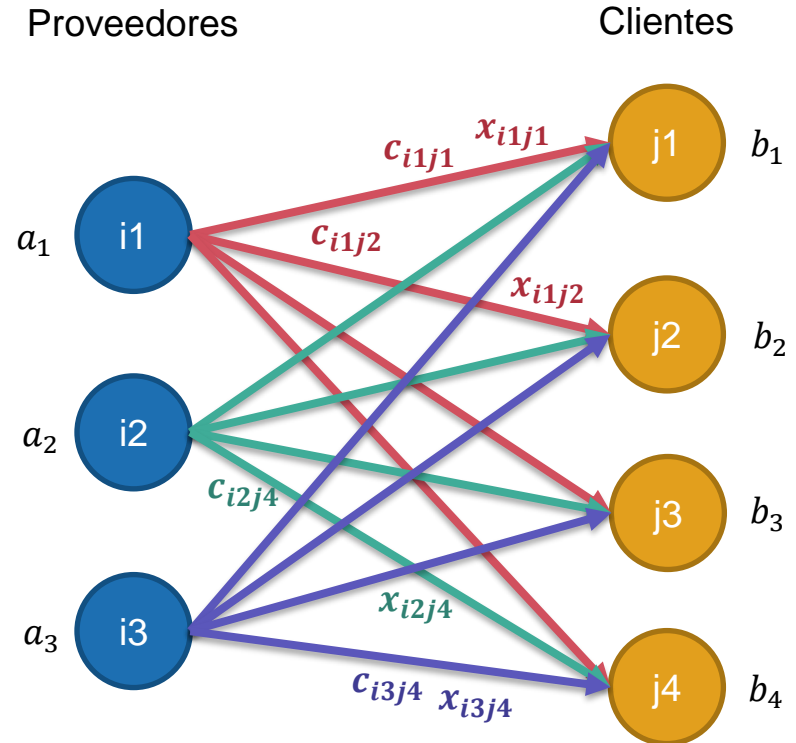 Proveedores
Clientes
x_{i1j1}
c_{i1j1}
j1
b_1
a_1
i1
c_{i1j2}
x_{i1j2}
j2
b_2
a_2
i2
c_{i2j4}
j3
b_3
x_{i2j4}
a_3
i3
c_{i3j4} x_{i3j4}
j4
b_4